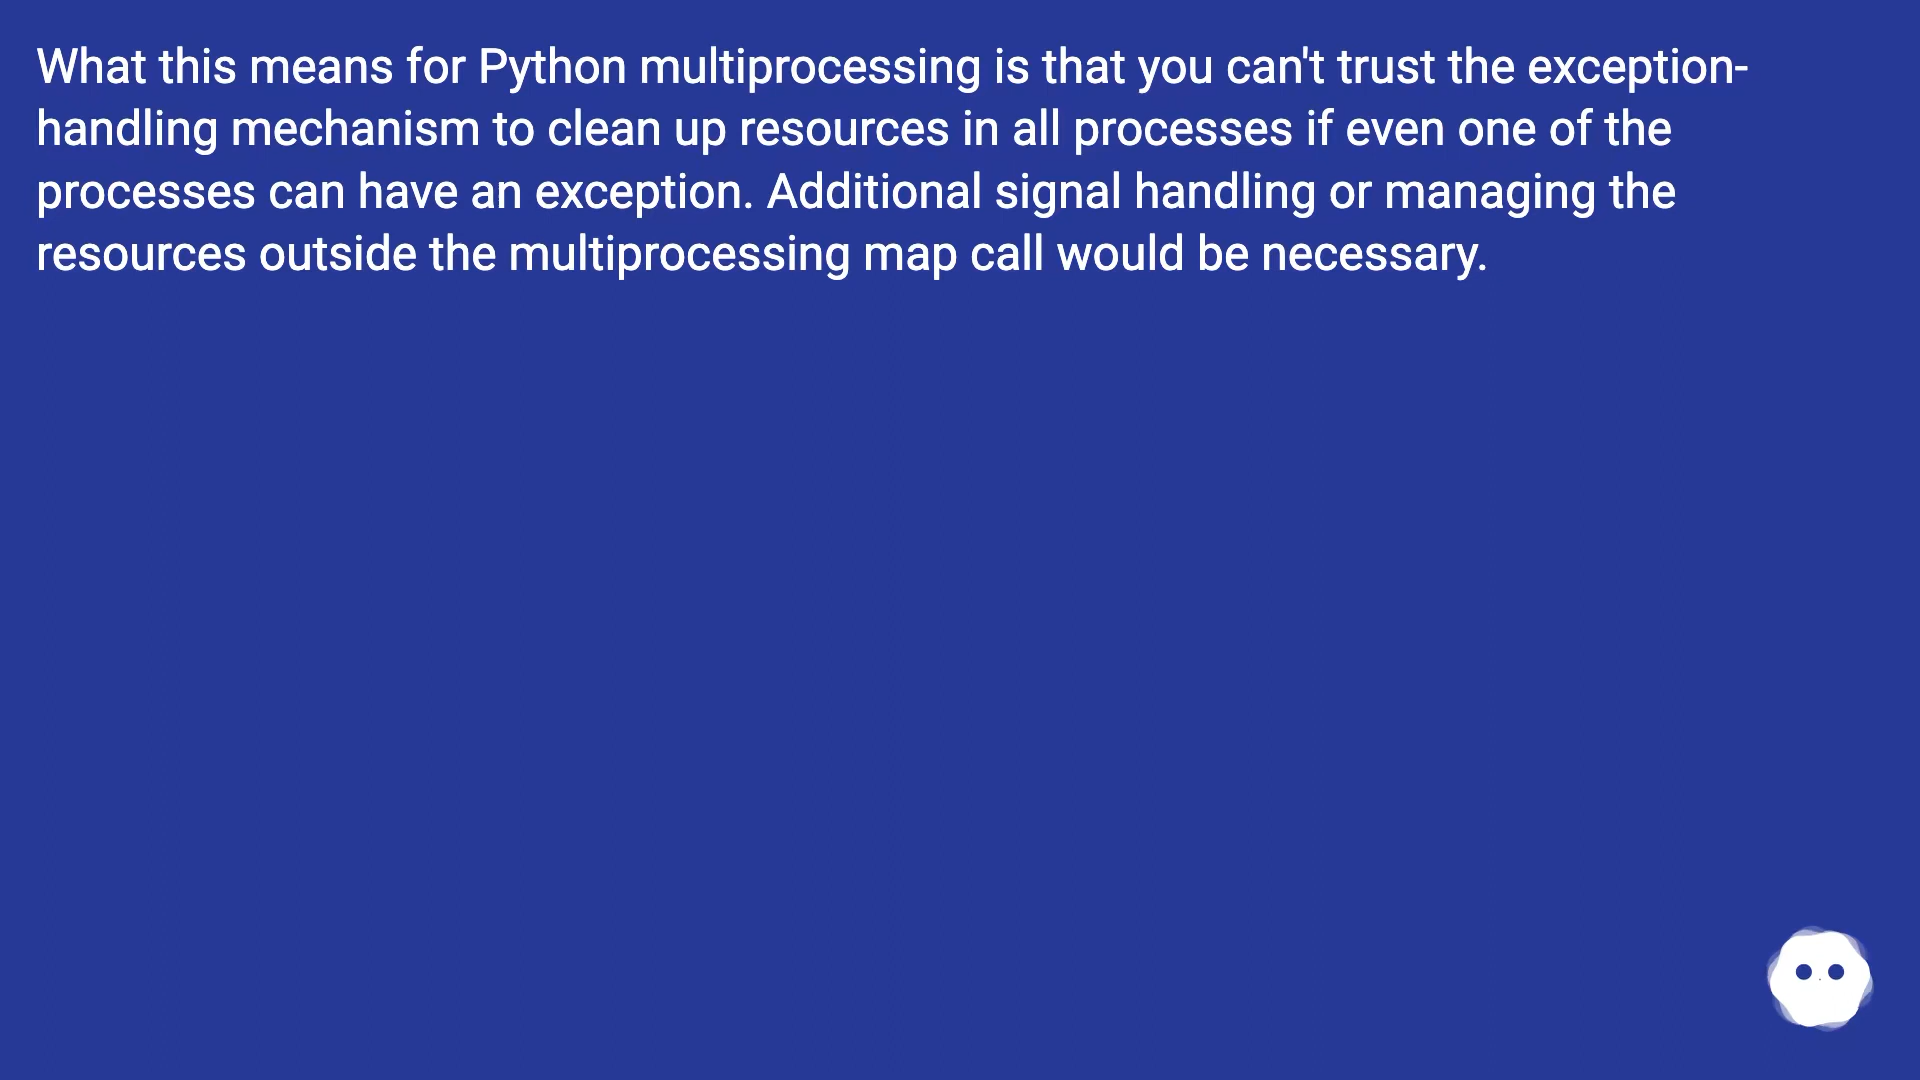 What this means for Python multiprocessing is that you can't trust the exception-
handling mechanism to clean up resources in all processes if even one of the
processes can have an exception. Additional signal handling or managing the
resources outside the multiprocessing map call would be necessary.